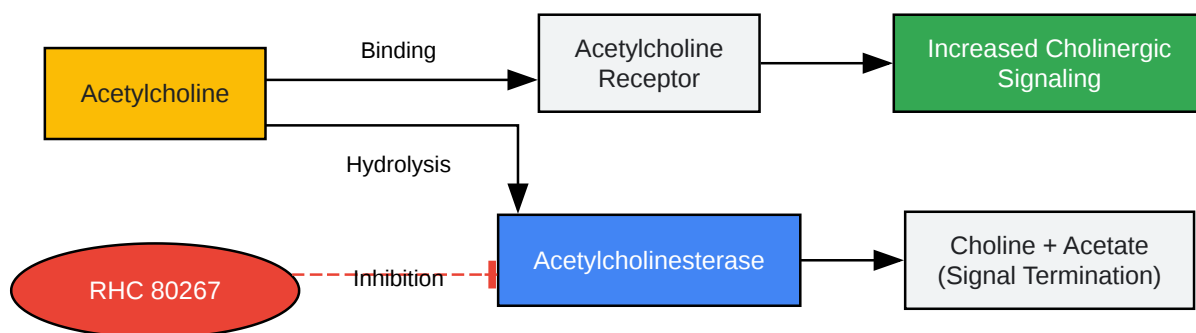 Acetylcholine
Binding
Acetylcholine
Receptor
Increased Cholinergic
Signaling
Hydrolysis
RHC 80267
Inhibition
Acetylcholinesterase
Choline + Acetate
(Signal Termination)